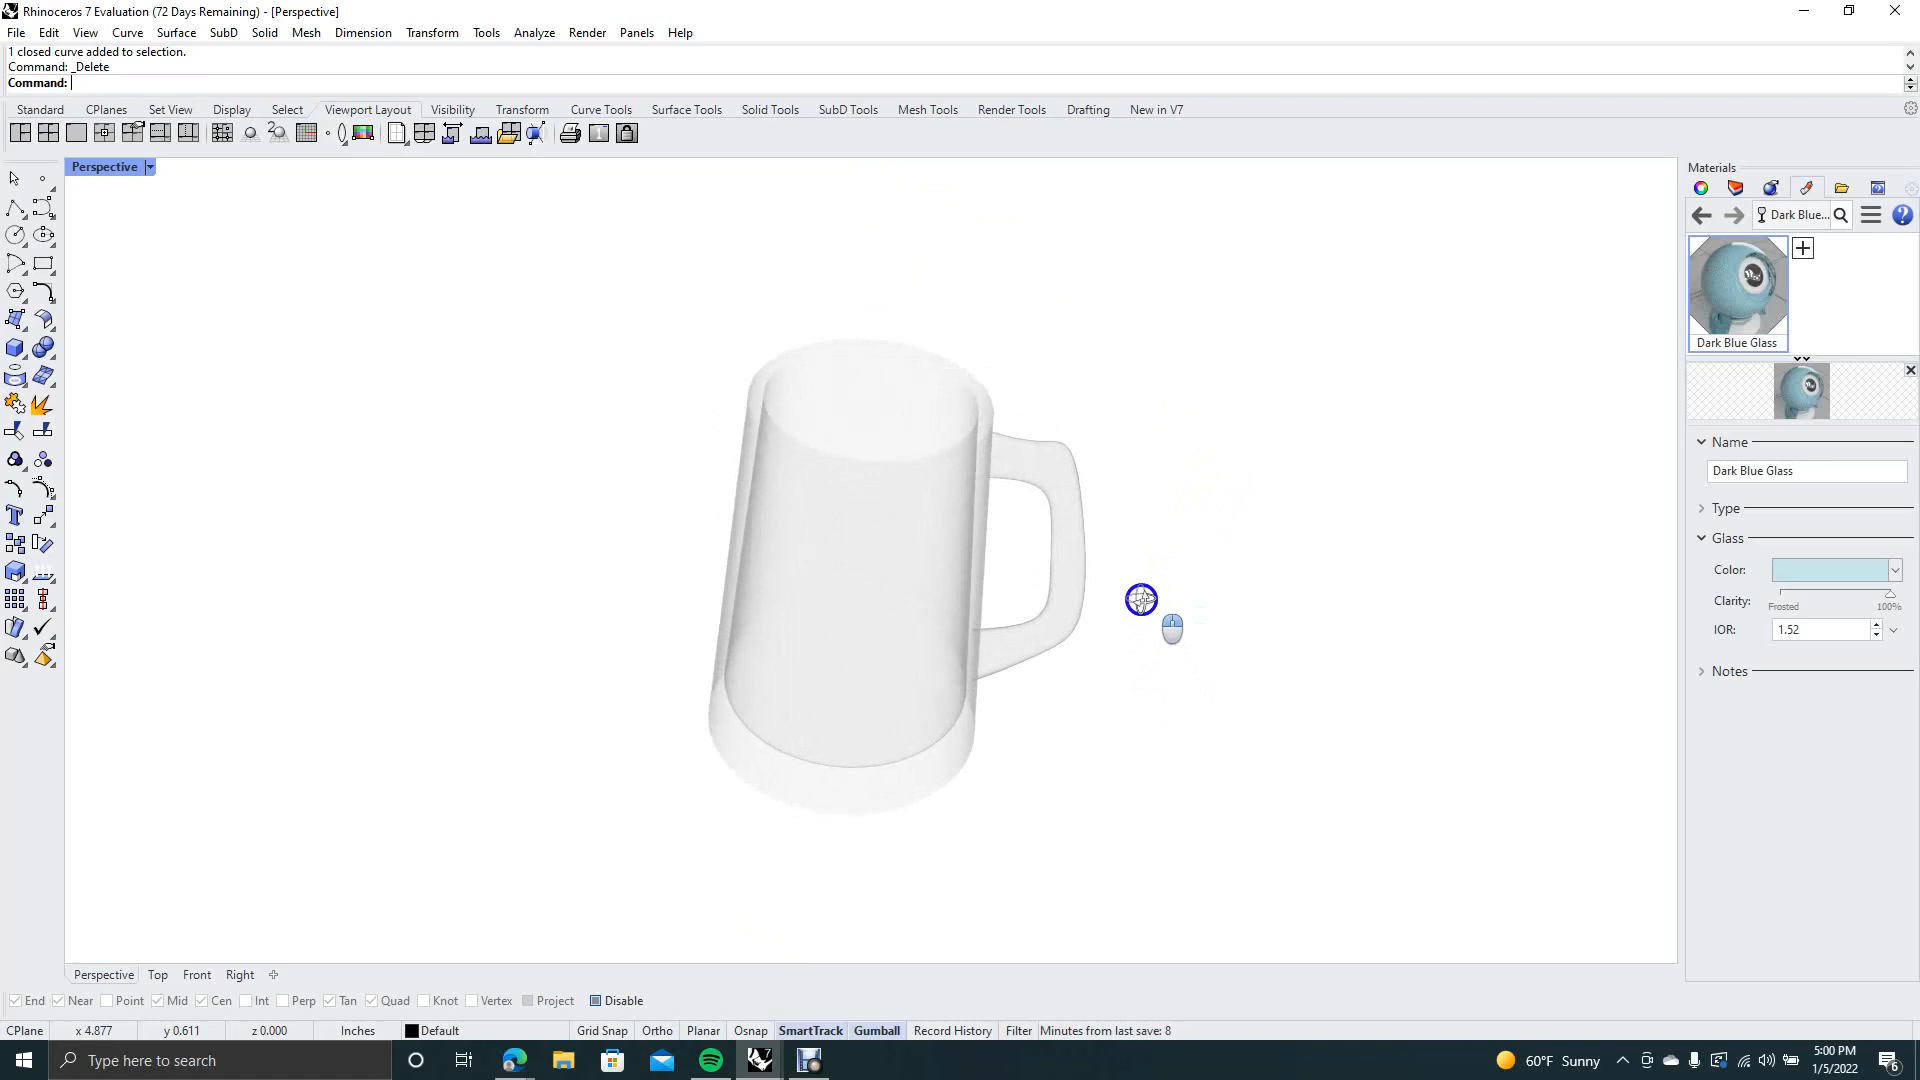 Rhinoceros 7 Evaluation (72 Days Remaining) - [Perspective]
File Edit View Curve Surface SubD Solid Mesh Dimension Transform Tools Analyze Render Panels Help
1 closed curve added to selection.
Command: _Delete
Command:
Standard CPlanes Set View Display Select Viewport Layout Visibility Transform Curve Tools Surface Tools Solid Tools SubD Tools Mesh Tools Render Tools Drafting New in V7
Perspective
Materials
Dark Blue...
Dark Blue Glass
Name
Dark Blue Glass
Type
Glass
Color:
Clarity:
Frosted 100%
IOR: 1.52
Notes
Perspective Top Front Right
End Near Point Mid Cen Int Perp Tan Quad Knot Vertex Project Disable
CPlane x 4.877 y 0.611 z 0.000 Inches Default Grid Snap Ortho Planar Osnap SmartTrack Gumball Record History Filter Minutes from last save: 8
Type here to search
60°F Sunny
5:00 PM
1/5/2022
6